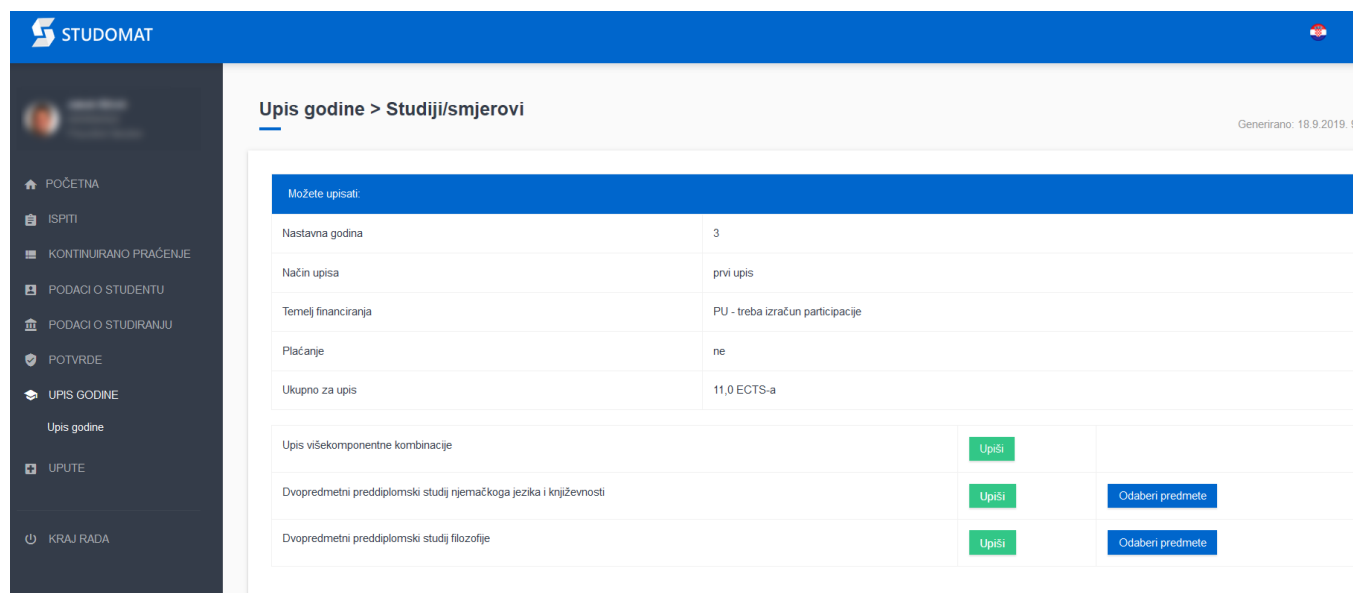 STUDOMAT
Upis godine > Studiji/smjerovi
Generirano: 18.9.2019.
POČETNA
ISPITI
KONTINUIRANO PRAĆENJE
PODACI O STUDENTU
PODACI O STUDIRANJU
POTVRDE
UPIS GODINE
Upis godine
UPUTE
KRAJ RADA
Možete upisati:
Nastavna godina 3
Način upisa prvi upis
Temelj financiranja PU - treba izračun participacije
Plaćanje ne
Ukupno za upis 11,0 ECTS-a
Upis višekomponentne kombinacije Upiši
Dvopredmetni preddiplomski studij njemačkoga jezika i književnosti Upiši Odaberi predmete
Dvopredmetni preddiplomski studij filozofije Upiši Odaberi predmete